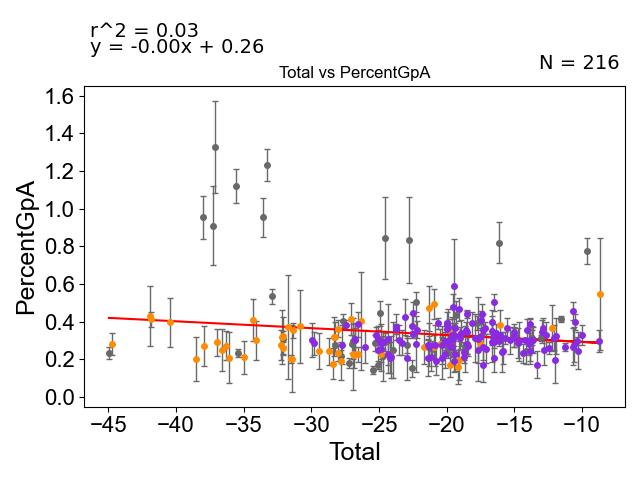 r^2 = 0.03
y = -0.00x + 0.26
N = 216
Total vs PercentGpA
PercentGpA
1.6
1.4
1.2
1.0
0.8
0.6
0.4
0.2
0.0
−45 −40 −35 −30 −25 −20 −15 −10
Total